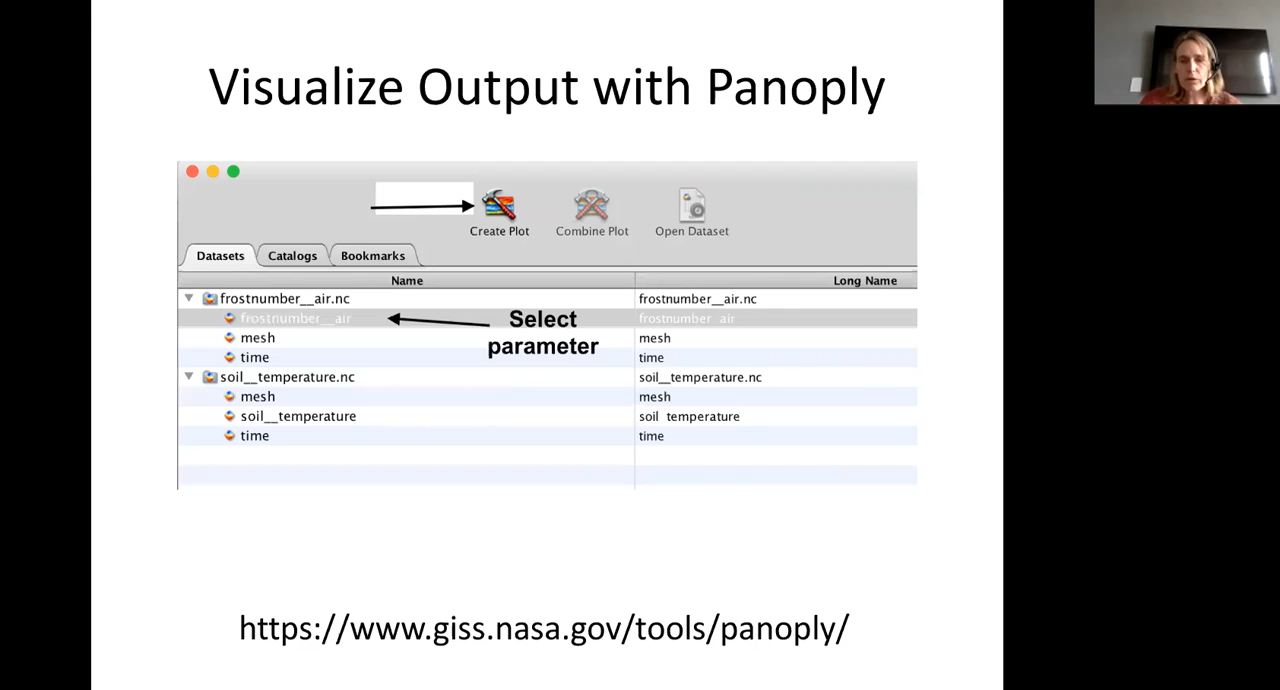 Visualize Output with Panoply
Create Plot Combine Plot Open Dataset
Datasets Catalogs Bookmarks
Name Long Name
frostnumber__air.nc frostnumber__air.nc
frostnumber__air frostnumber air
Select
parameter
mesh mesh
time time
soil__temperature.nc soil__temperature.nc
mesh mesh
soil__temperature soil temperature
time time
https://www.giss.nasa.gov/tools/panoply/